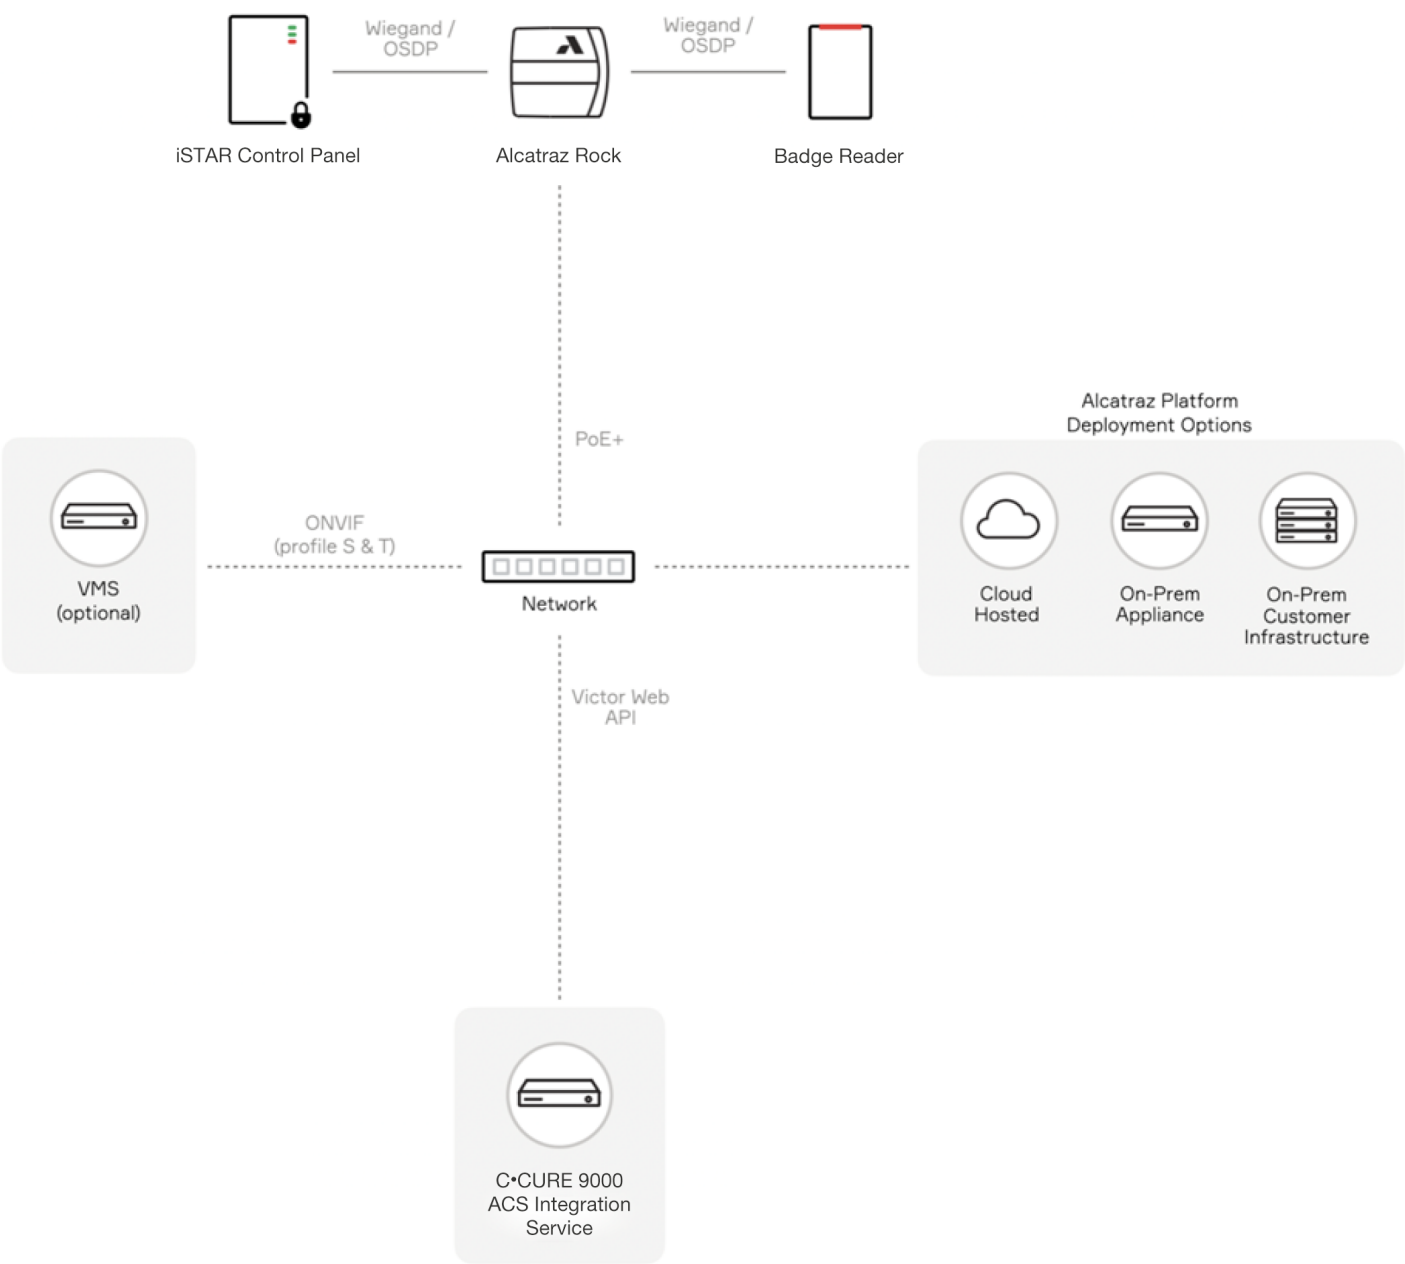 Wiegand /
OSDP
Wiegand /
OSDP
iSTAR Control Panel
Alcatraz Rock
Badge Reader
PoE+
Alcatraz Platform
Deployment Options
ONVIF
(profile S & T)
VMS
(optional)
Network
Cloud
Hosted
On-Prem
Appliance
On-Prem
Customer
Infrastructure
Victor Web
API
C•CURE 9000
ACS Integration
Service